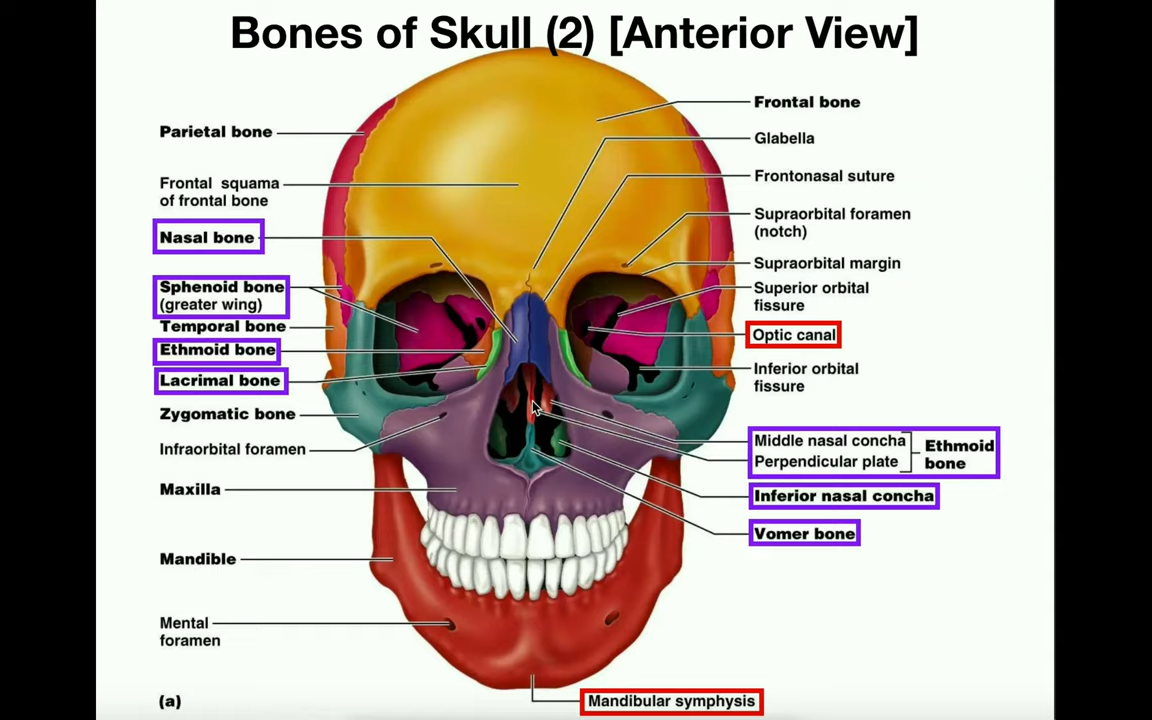 Bones of Skull (2) [Anterior View]
Parietal bone
Frontal squama
of frontal bone
Nasal bone
Sphenoid bone
(greater wing)
Temporal bone
Ethmoid bone
Lacrimal bone
Zygomatic bone
Infraorbital foramen
Maxilla
Mandible
Mental
foramen
(a)
Frontal bone
Glabella
Frontonasal suture
Supraorbital foramen
(notch)
Supraorbital margin
Superior orbital
fissure
Optic canal
Inferior orbital
fissure
Middle nasal concha
Perpendicular plate
Ethmoid
bone
Inferior nasal concha
Vomer bone
Mandibular symphysis